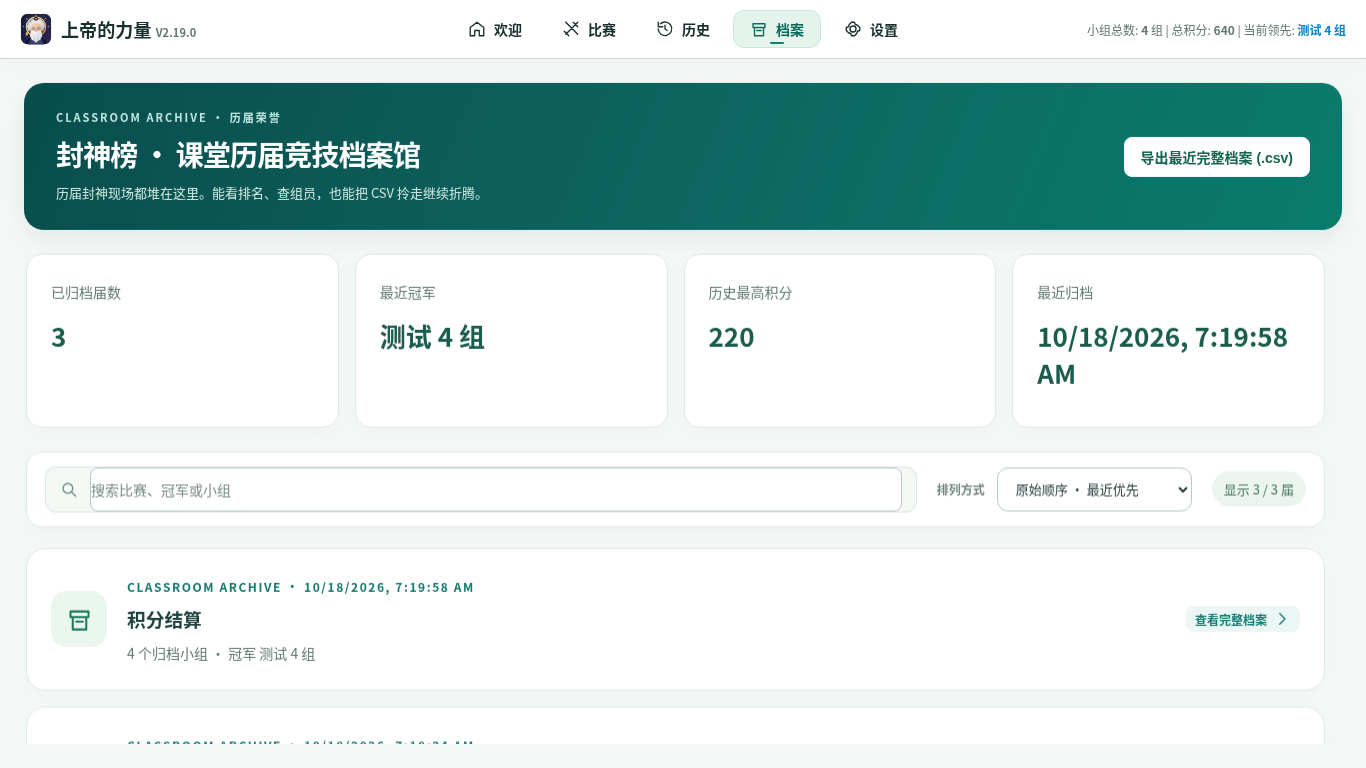 上帝的力量 V2.19.0
欢迎
比赛
历史
档案
设置
小组总数: 4 组 | 总积分: 640 | 当前领先: 测试 4 组
CLASSROOM ARCHIVE · 历届荣誉
封神榜 · 课堂历届竞技档案馆
历届封神现场都堆在这里。能看排名、查组员，也能把 CSV 拎走继续折腾。
导出最近完整档案 (.csv)
已归档届数
3
最近冠军
测试 4 组
历史最高积分
220
最近归档
10/18/2026, 7:19:58
AM
搜索比赛、冠军或小组
排列方式
原始顺序 · 最近优先
显示 3 / 3 届
CLASSROOM ARCHIVE · 10/18/2026, 7:19:58 AM
积分结算
4 个归档小组 · 冠军 测试 4 组
查看完整档案